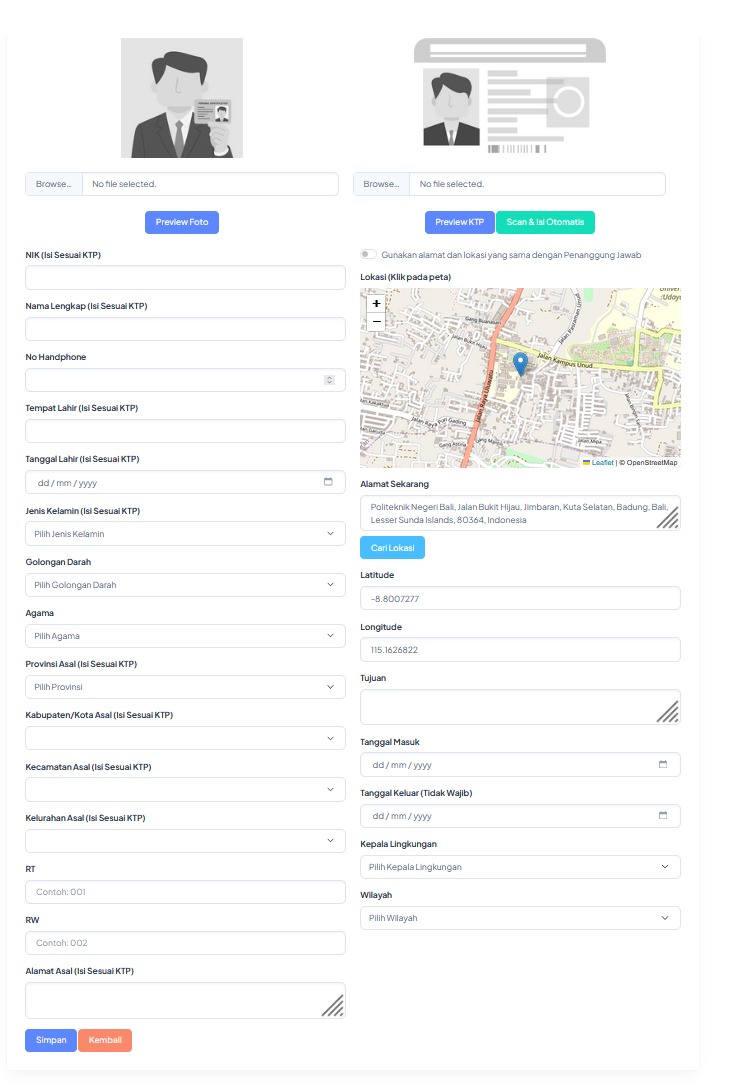 Browse...
No file selected.
Browse...
No file selected.
Preview Foto
Preview KTP
Scan & Isi Otomatis
NIK (Isi Sesuai KTP)
Nama Lengkap (Isi Sesuai KTP)
No Handphone
Tempat Lahir (Isi Sesuai KTP)
Tanggal Lahir (Isi Sesuai KTP)
dd / mm / yyyy
Jenis Kelamin (Isi Sesuai KTP)
Pilih Jenis Kelamin
Golongan Darah
Pilih Golongan Darah
Agama
Pilih Agama
Provinsi Asal (Isi Sesuai KTP)
Pilih Provinsi
Kabupaten/Kota Asal (Isi Sesuai KTP)
Kecamatan Asal (Isi Sesuai KTP)
Kelurahan Asal (Isi Sesuai KTP)
RT
Contoh: 001
RW
Contoh: 002
Alamat Asal (Isi Sesuai KTP)
Simpan
Kembali
Gunakan alamat dan lokasi yang sama dengan Penanggung Jawab
Lokasi (Klik pada peta)
+
−
Gang Buanasari
Jalan Bukit Hijau
Jalan Kampus Unud
Jalan Raya Uluwatu
Jalan Raya Puri Gading
Gang Astina
Leaflet | © OpenStreetMap
Alamat Sekarang
Politeknik Negeri Bali, Jalan Bukit Hijau, Jimbaran, Kuta Selatan, Badung, Bali,
Lesser Sunda Islands, 80364, Indonesia
Cari Lokasi
Latitude
-8.8007277
Longitude
115.1626822
Tujuan
Tanggal Masuk
dd / mm / yyyy
Tanggal Keluar (Tidak Wajib)
dd / mm / yyyy
Kepala Lingkungan
Pilih Kepala Lingkungan
Wilayah
Pilih Wilayah